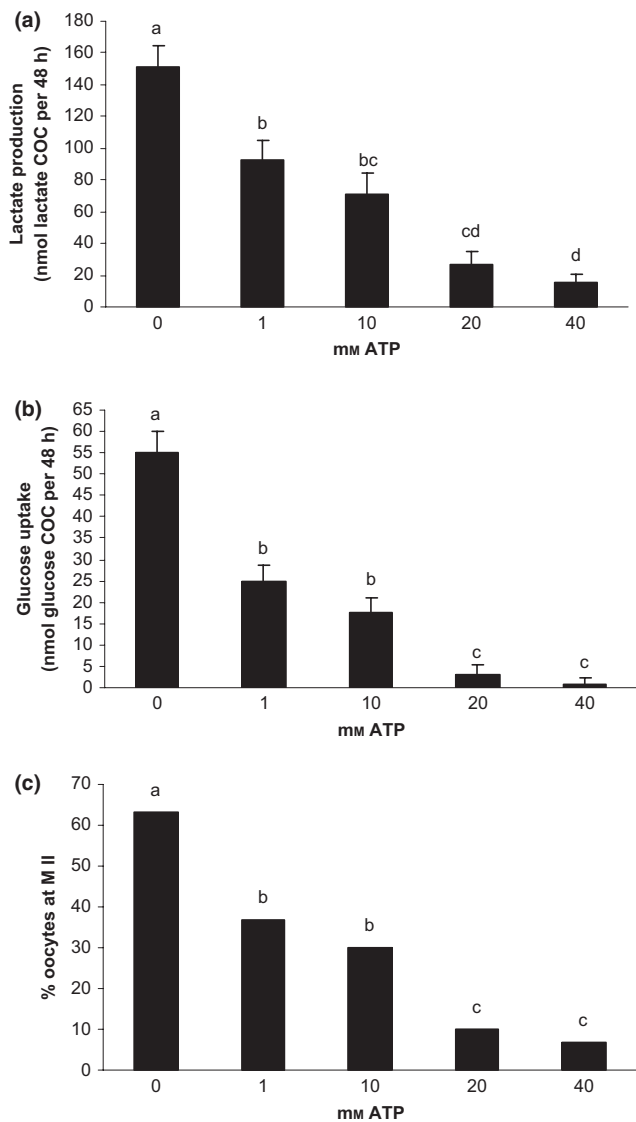 (a)
Lactate production
(nmol lactate COC per 48 h)
180
160
140
120
100
80
60
40
20
0
a
b
bc
cd
d
0 1 10 20 40
mM ATP
(b)
Glucose uptake
(nmol glucose COC per 48 h)
65
60
55
50
45
40
35
30
25
20
15
10
5
0
a
b
b
c
c
0 1 10 20 40
mM ATP
(c)
% oocytes at M II
70
60
50
40
30
20
10
0
a
b
b
c
c
0 1 10 20 40
mM ATP